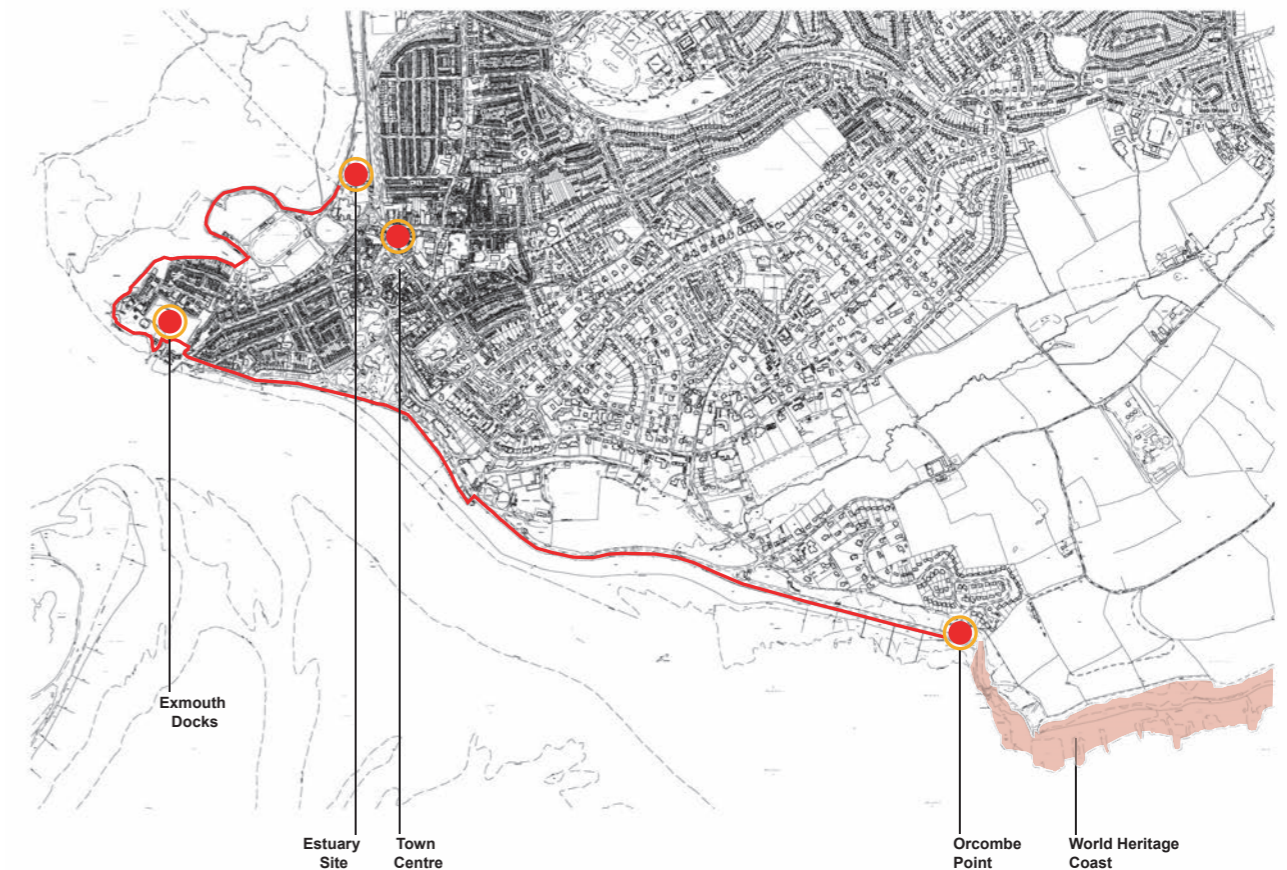 Exmouth
Docks
Estuary
Site
Town
Centre
Orcombe
Point
World Heritage
Coast